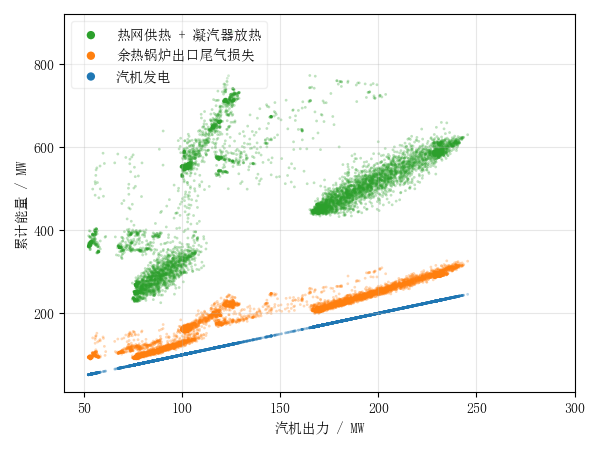 热网供热 + 凝汽器放热
余热锅炉出口尾气损失
汽机发电
累计能量 / MW
800
600
400
200
50
100
150
200
250
300
汽机出力 / MW